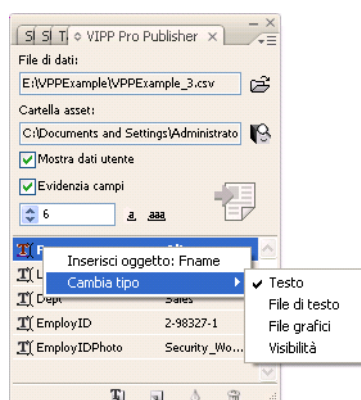 VIPP Pro Publisher
File di dati:
E:\VPPExample\VPPExample_3.csv
Cartella asset:
C:\Documents and Settings\Administrato
Mostra dati utente
Evidenzia campi
6 a aaa
Inserisci oggetto: Fname
Cambia tipo
Testo
File di testo
File grafici
Visibilità
Dept Sales
EmployID 2-98327-1
EmployIDPhoto Security_Wo...